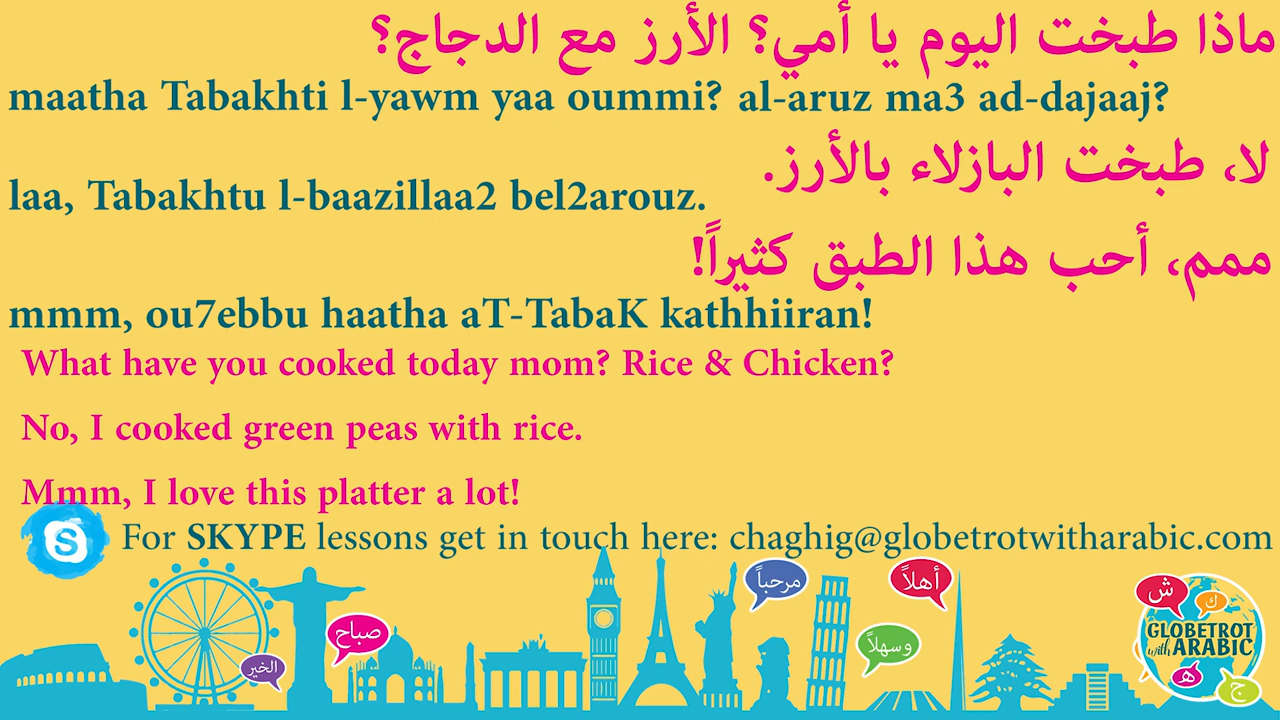 ماذا طبخت اليوم يا أمي؟ الأرز مع الدجاج؟
maatha Tabakhti l-yawm yaa oummi? al-aruz ma3 ad-dajaaj?
لا، طبخت البازلاء بالأرز.
laa, Tabakhtu l-baazillaa2 bel2arouz.
ممم، أحب هذا الطبق كثيراً!
mmm, ou7ebbu haatha aT-TabaK kathhiiran!
What have you cooked today mom? Rice & Chicken?
No, I cooked green peas with rice.
Mmm, I love this platter a lot!
For SKYPE lessons get in touch here: chaghig@globetrotwitharabic.com
صباح
الخير
مرحباً
أهلاً
وسهلاً
ش
ك
GLOBETROT
with ARABIC
ه
ج